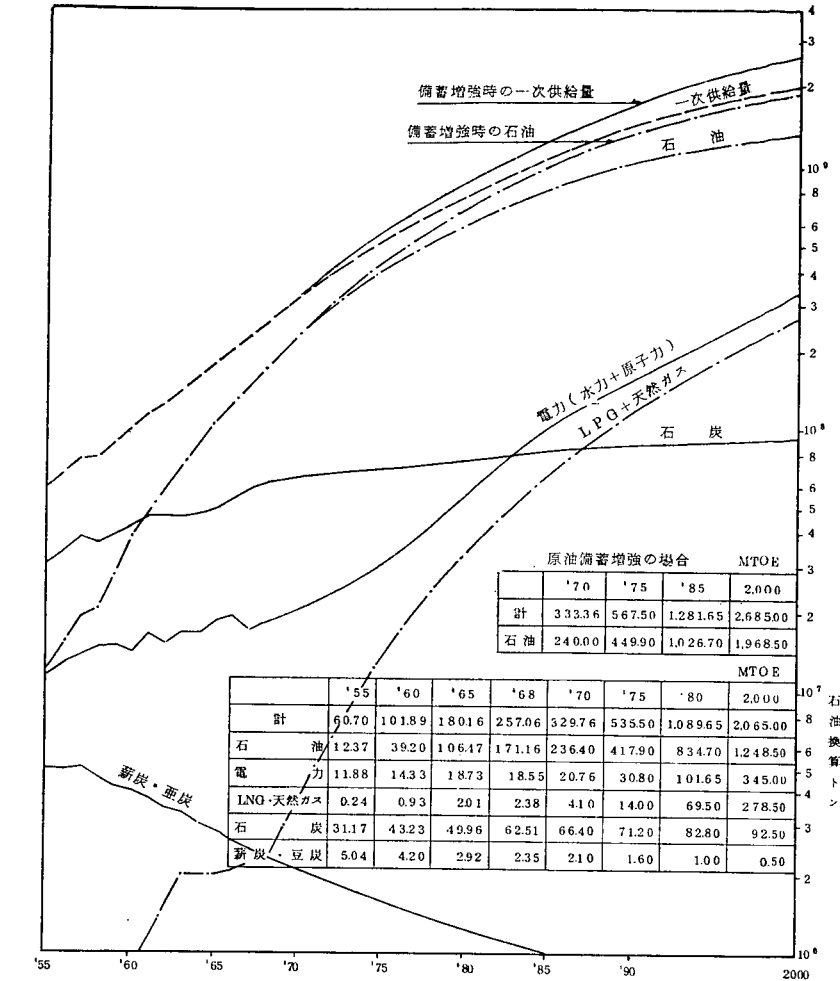 4
3
備蓄増強時の一次供給量
2
一次供給量
備蓄増強時の石油
石油
10⁹
8
6
5
4
3
2
電力(水力+原子力)
LPG+天然ガス
石炭
10⁸
8
6
5
4
3
2
原油備蓄増強の場合 MTOE
'70 '75 '85 2,000
計 333.36 567.50 1,281.65 2,685.00
石油 240.00 449.90 1,026.70 1,968.50
MTOE
'55 '60 '65 '68 '70 '75 '80 2,000
計 60.70 101.89 180.16 257.06 329.76 535.50 1,089.65 2,065.00
石油 12.37 39.20 106.47 171.16 236.40 417.90 834.70 1,248.50
電力 11.88 14.33 18.73 18.55 20.76 30.80 101.65 345.00
LNG・天然ガス 0.24 0.93 2.01 2.38 4.10 14.00 69.50 278.50
石炭 31.17 43.23 49.96 62.51 66.40 71.20 82.80 92.50
薪炭・豆炭 5.04 4.20 2.92 2.35 2.10 1.60 1.00 0.50
薪炭・亜炭
10⁷
8
6
5
4
3
2
10⁶
石油換算トン
'55 '60 '65 '70 '75 '80 '85 '90 2000